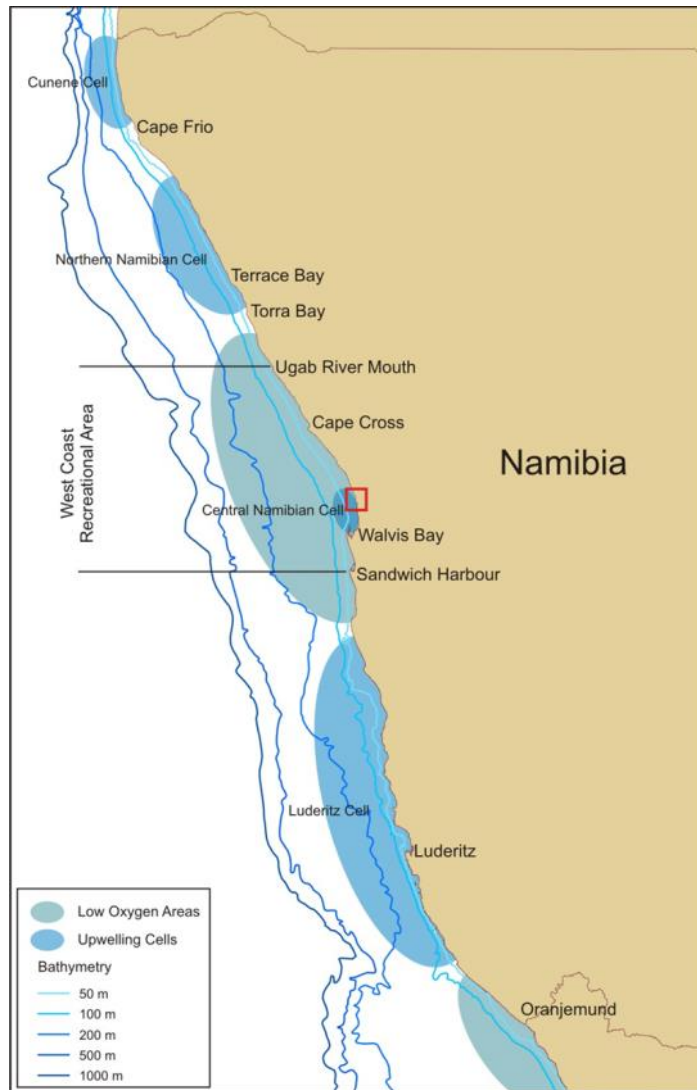 Cunene Cell
Cape Frio
Northern Namibian Cell
Terrace Bay
Torra Bay
Ugab River Mouth
Cape Cross
West Coast
Recreational Area
Namibia
Central Namibian Cell
Walvis Bay
Sandwich Harbour
Luderitz Cell
Luderitz
Low Oxygen Areas
Upwelling Cells
Bathymetry
50 m
100 m
200 m
500 m
1000 m
Oranjemund